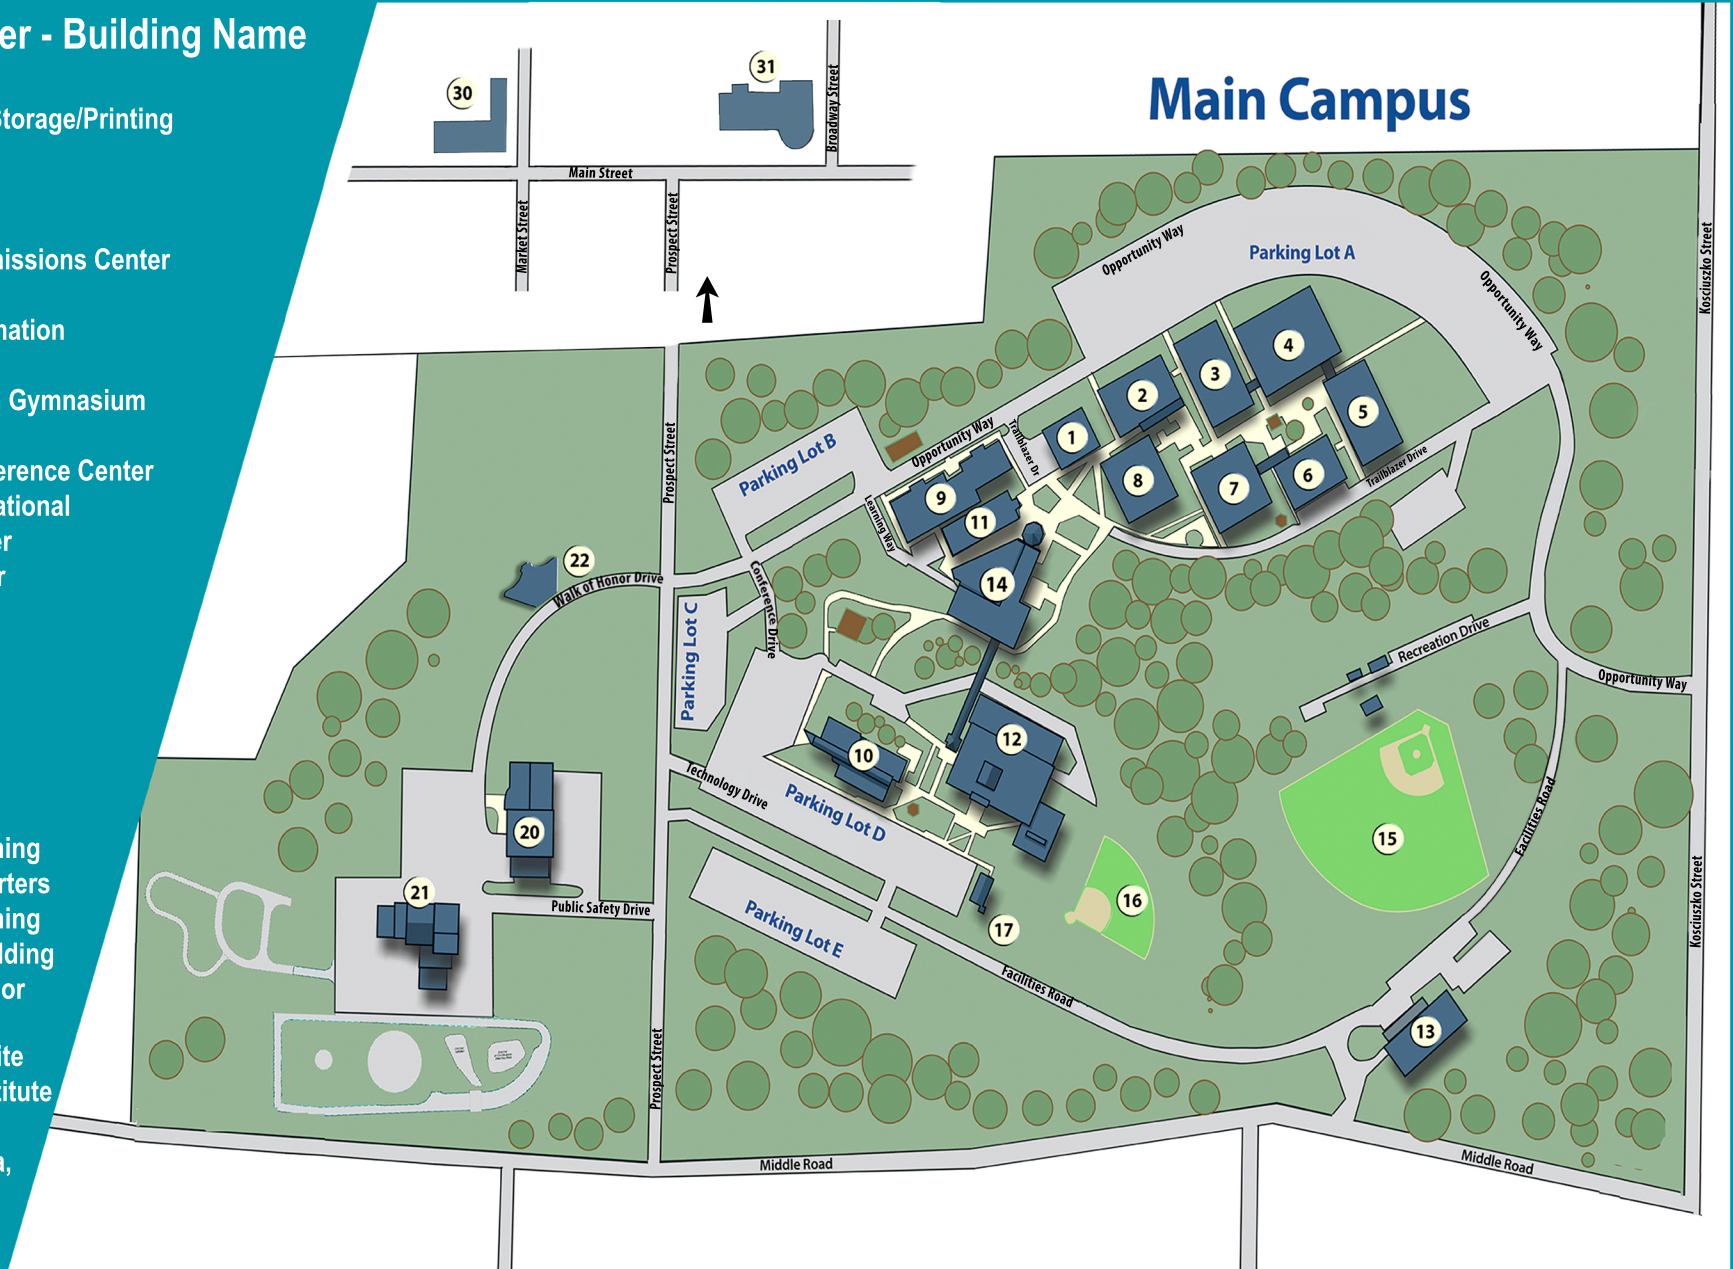 er - Building Name
Storage/Printing
issions Center
nation
Gymnasium
erence Center
ational
er
r
ning
rters
ning
ilding
or
ite
titute
a,
Main Campus
30
31
Broadway Street
Main Street
Market Street
Prospect Street
Kosciuszko Street
Opportunity Way
Parking Lot A
Opportunity Way
4
3
2
5
1
Trailblazer Dr
Opportunity Way
Parking Lot B
Prospect Street
8
7
6
Trailblazer Drive
9
11
Learning Way
22
Walk of Honor Drive
Conference Drive
14
Parking Lot C
Recreation Drive
Opportunity Way
12
10
Technology Drive
Parking Lot D
20
15
Facilities Road
21
16
Kosciuszko Street
Public Safety Drive
17
Parking Lot E
Facilities Road
13
Prospect Street
Middle Road
Middle Road